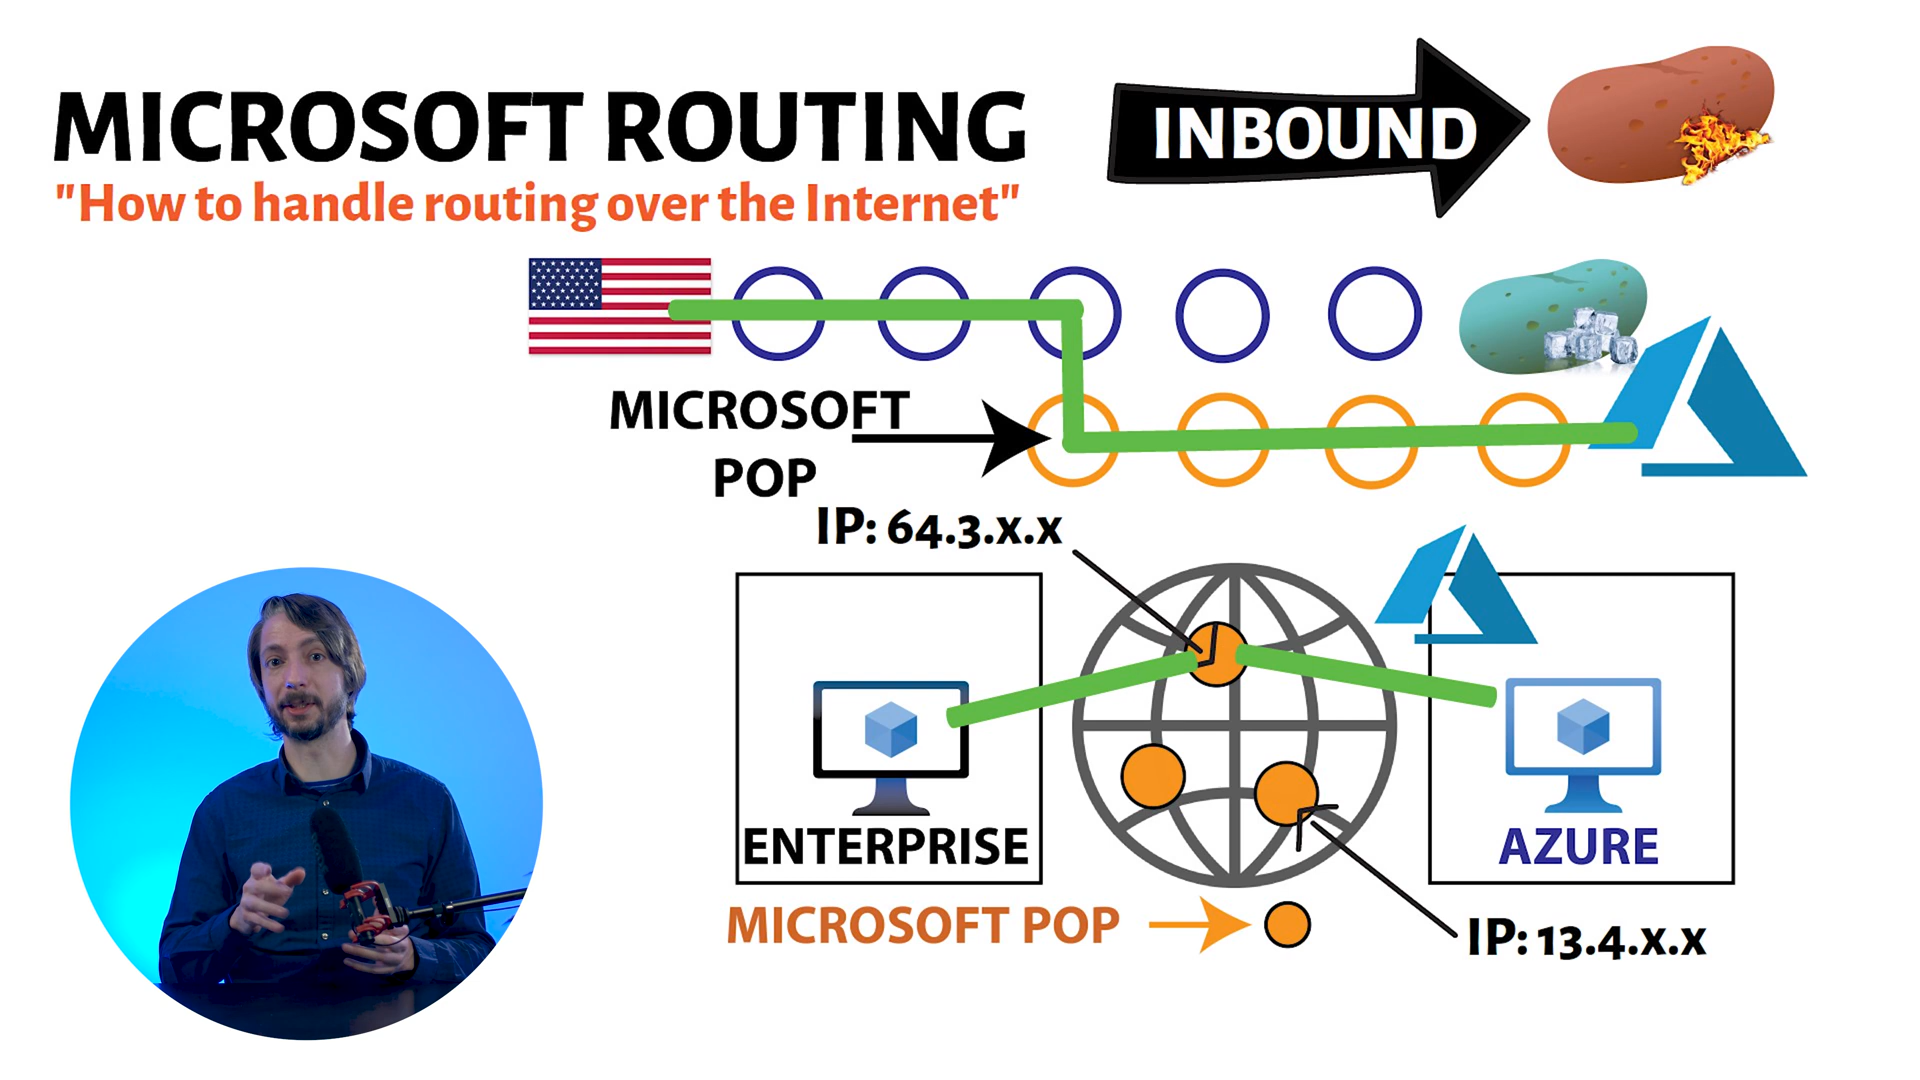 MICROSOFT ROUTING
"How to handle routing over the Internet"
INBOUND
MICROSOFT
POP
IP: 64.3.x.x
ENTERPRISE
AZURE
MICROSOFT POP
IP: 13.4.x.x